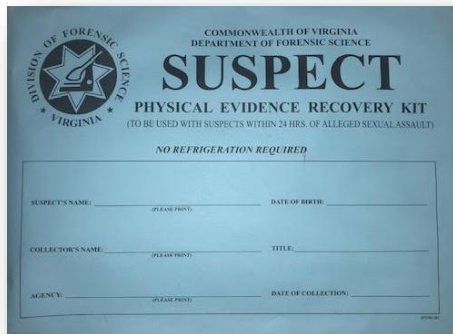 COMMONWEALTH OF VIRGINIA
DEPARTMENT OF FORENSIC SCIENCE
DIVISION OF FORENSIC SCIENCE
★ VIRGINIA ★
SUSPECT
PHYSICAL EVIDENCE RECOVERY KIT
(TO BE USED WITH SUSPECTS WITHIN 24 HRS. OF ALLEGED SEXUAL ASSAULT)
NO REFRIGERATION REQUIRED
SUSPECT'S NAME: DATE OF BIRTH:
(PLEASE PRINT)
COLLECTOR'S NAME: TITLE:
(PLEASE PRINT)
AGENCY: DATE OF COLLECTION:
(PLEASE PRINT)